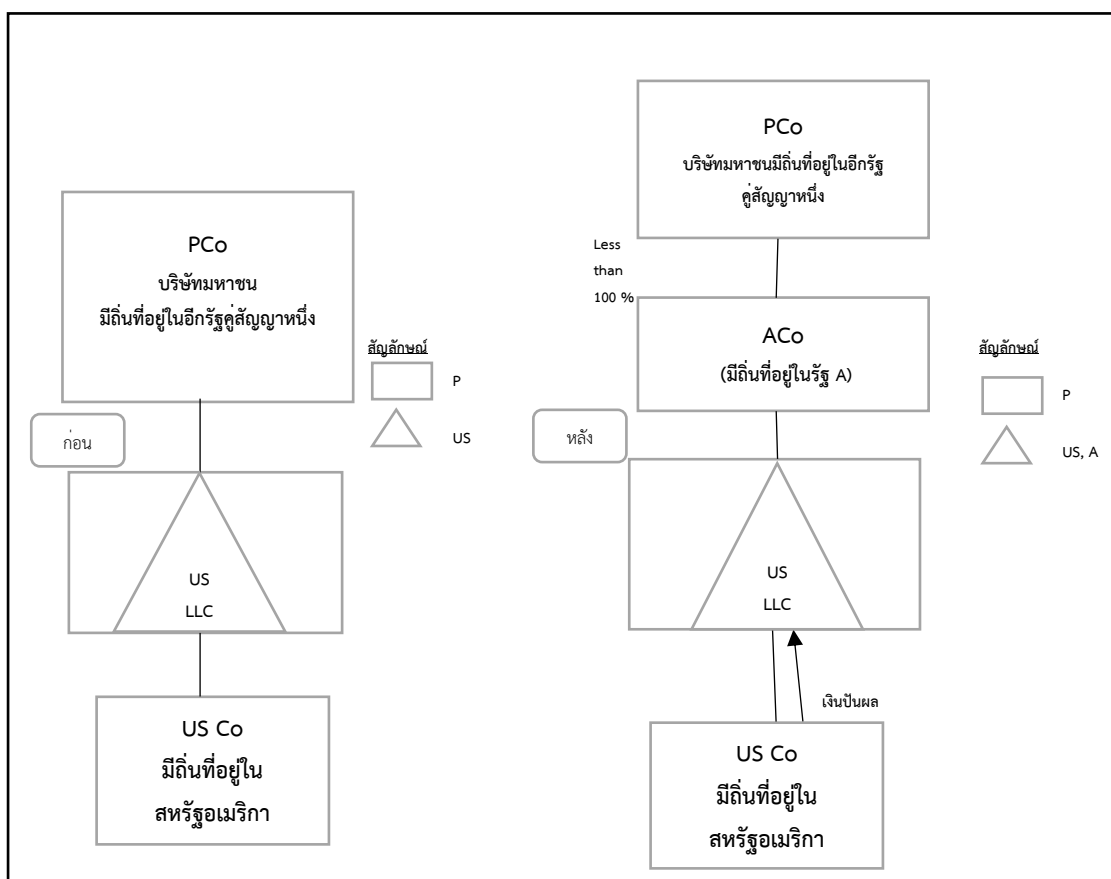 PCo
บริษัทมหาชน
มีถิ่นที่อยู่ในอีกรัฐคู่สัญญาหนึ่ง
สัญลักษณ์
P
US
ก่อน
US
LLC
US Co
มีถิ่นที่อยู่ใน
สหรัฐอเมริกา
PCo
บริษัทมหาชนมีถิ่นที่อยู่ในอีกรัฐ
คู่สัญญาหนึ่ง
Less
than
100 %
ACo
(มีถิ่นที่อยู่ในรัฐ A)
สัญลักษณ์
P
US, A
หลัง
US
LLC
เงินปันผล
US Co
มีถิ่นที่อยู่ใน
สหรัฐอเมริกา